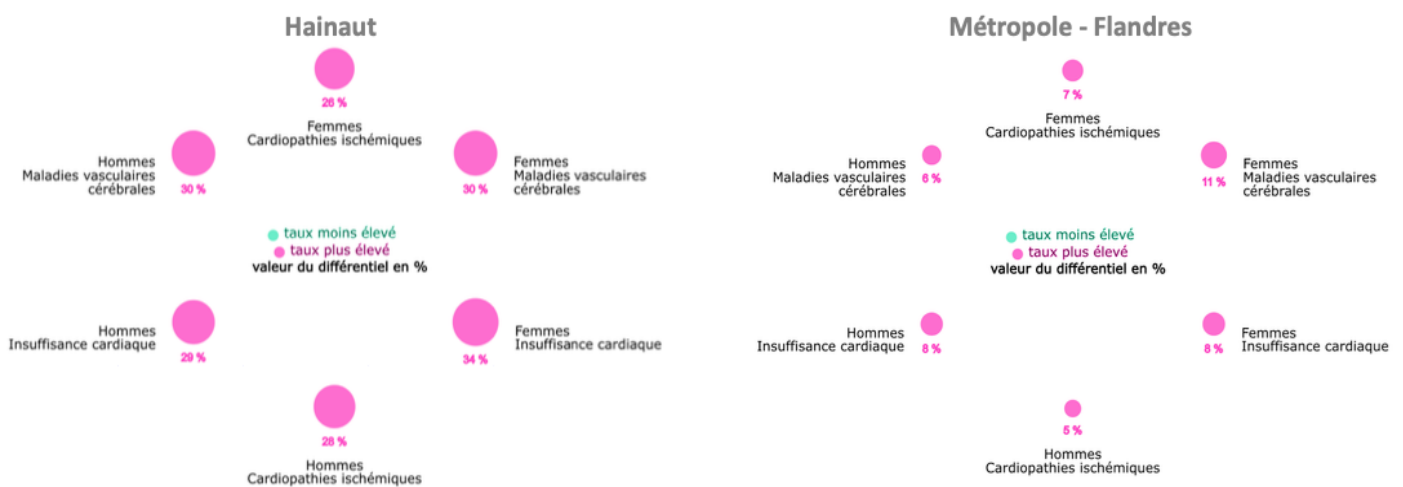 Hainaut
26 %
Femmes
Cardiopathies ischémiques
Hommes
Maladies vasculaires
cérébrales
30 %
30 %
Femmes
Maladies vasculaires
cérébrales
taux moins élevé
taux plus élevé
valeur du différentiel en %
Hommes
Insuffisance cardiaque
29 %
34 %
Femmes
Insuffisance cardiaque
28 %
Hommes
Cardiopathies ischémiques
Métropole - Flandres
7 %
Femmes
Cardiopathies ischémiques
Hommes
Maladies vasculaires
cérébrales
6 %
11 %
Femmes
Maladies vasculaires
cérébrales
taux moins élevé
taux plus élevé
valeur du différentiel en %
Hommes
Insuffisance cardiaque
8 %
8 %
Femmes
Insuffisance cardiaque
5 %
Hommes
Cardiopathies ischémiques